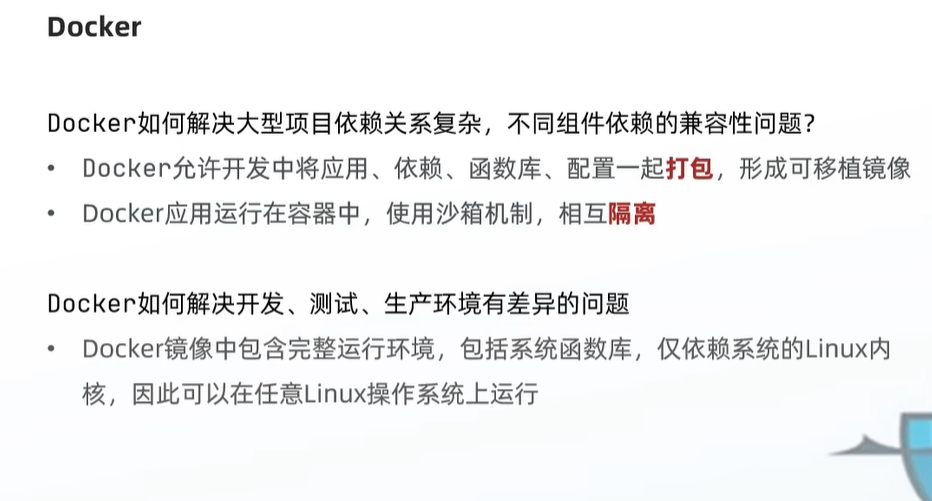 Docker
Docker如何解决大型项目依赖关系复杂，不同组件依赖的兼容性问题？
• Docker允许开发中将应用、依赖、函数库、配置一起打包，形成可移植镜像
• Docker应用运行在容器中，使用沙箱机制，相互隔离
Docker如何解决开发、测试、生产环境有差异的问题
• Docker镜像中包含完整运行环境，包括系统函数库，仅依赖系统的Linux内
核，因此可以在任意Linux操作系统上运行